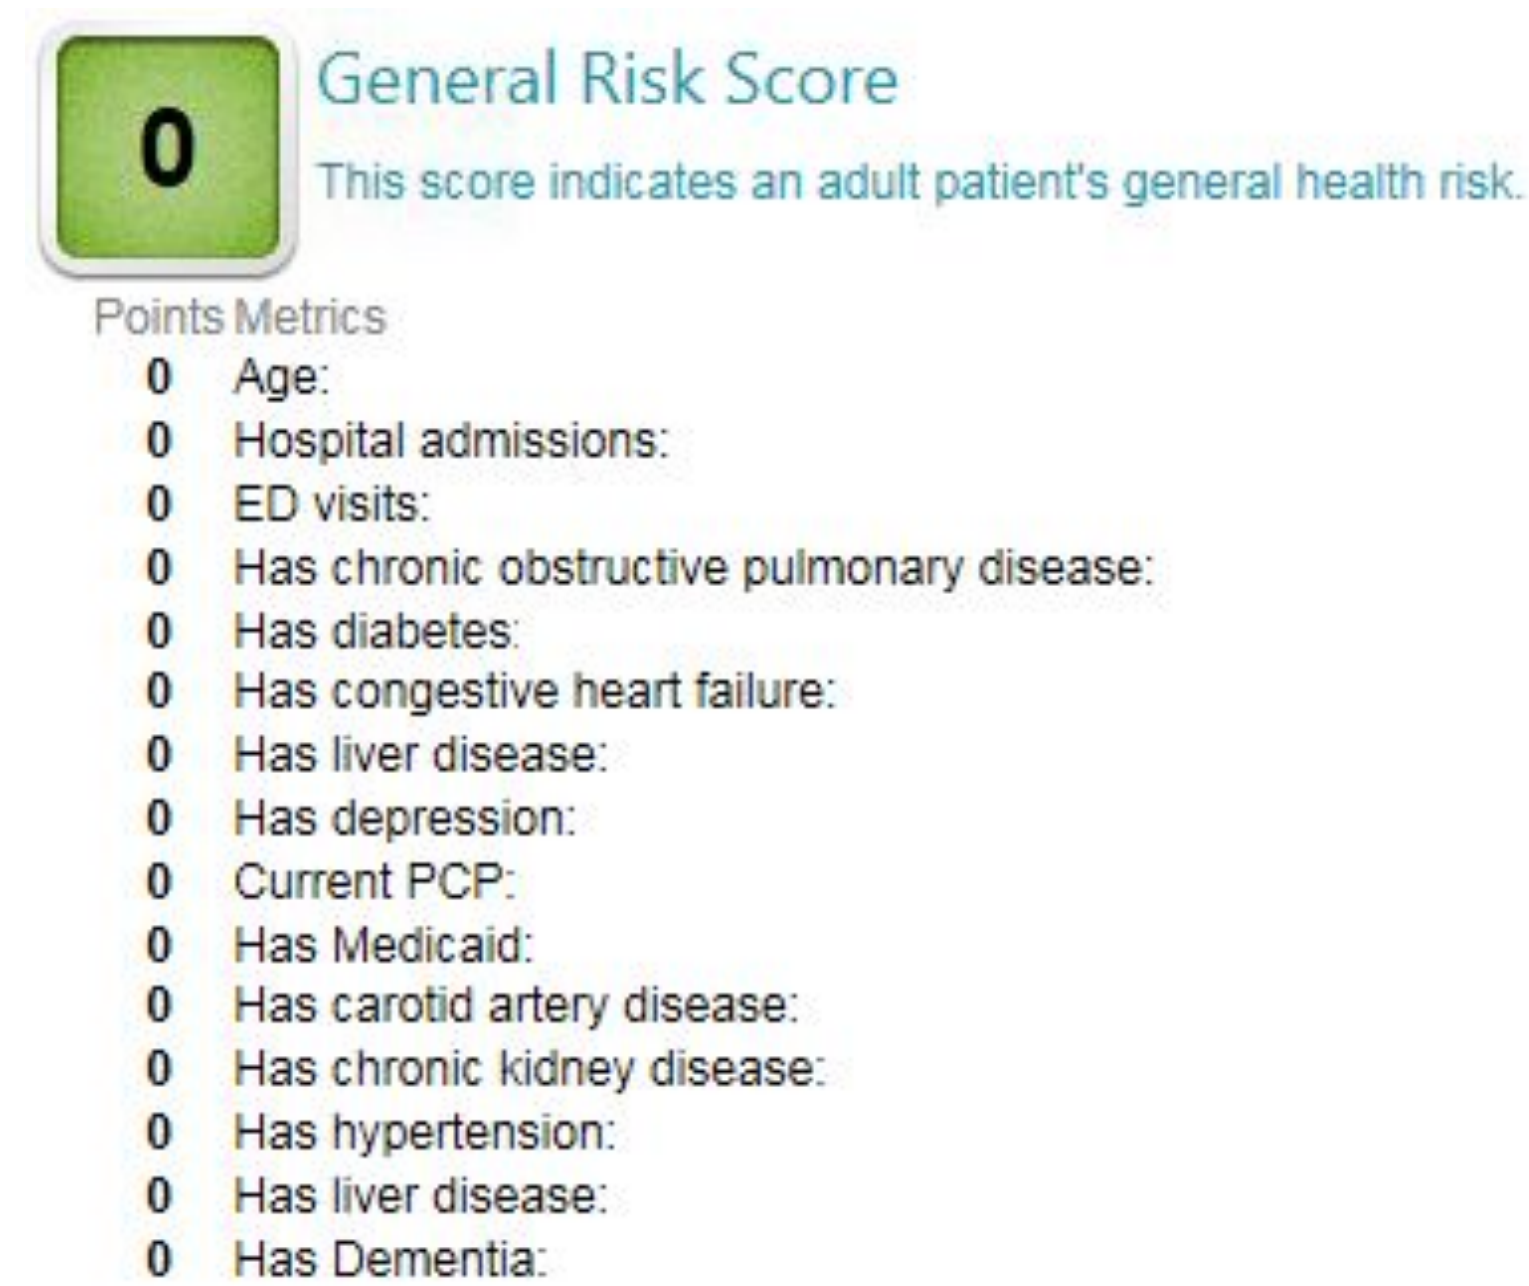 0
General Risk Score
This score indicates an adult patient's general health risk.
Points Metrics
0 Age:
0 Hospital admissions:
0 ED visits:
0 Has chronic obstructive pulmonary disease:
0 Has diabetes:
0 Has congestive heart failure:
0 Has liver disease:
0 Has depression:
0 Current PCP:
0 Has Medicaid:
0 Has carotid artery disease:
0 Has chronic kidney disease:
0 Has hypertension:
0 Has liver disease:
0 Has Dementia: